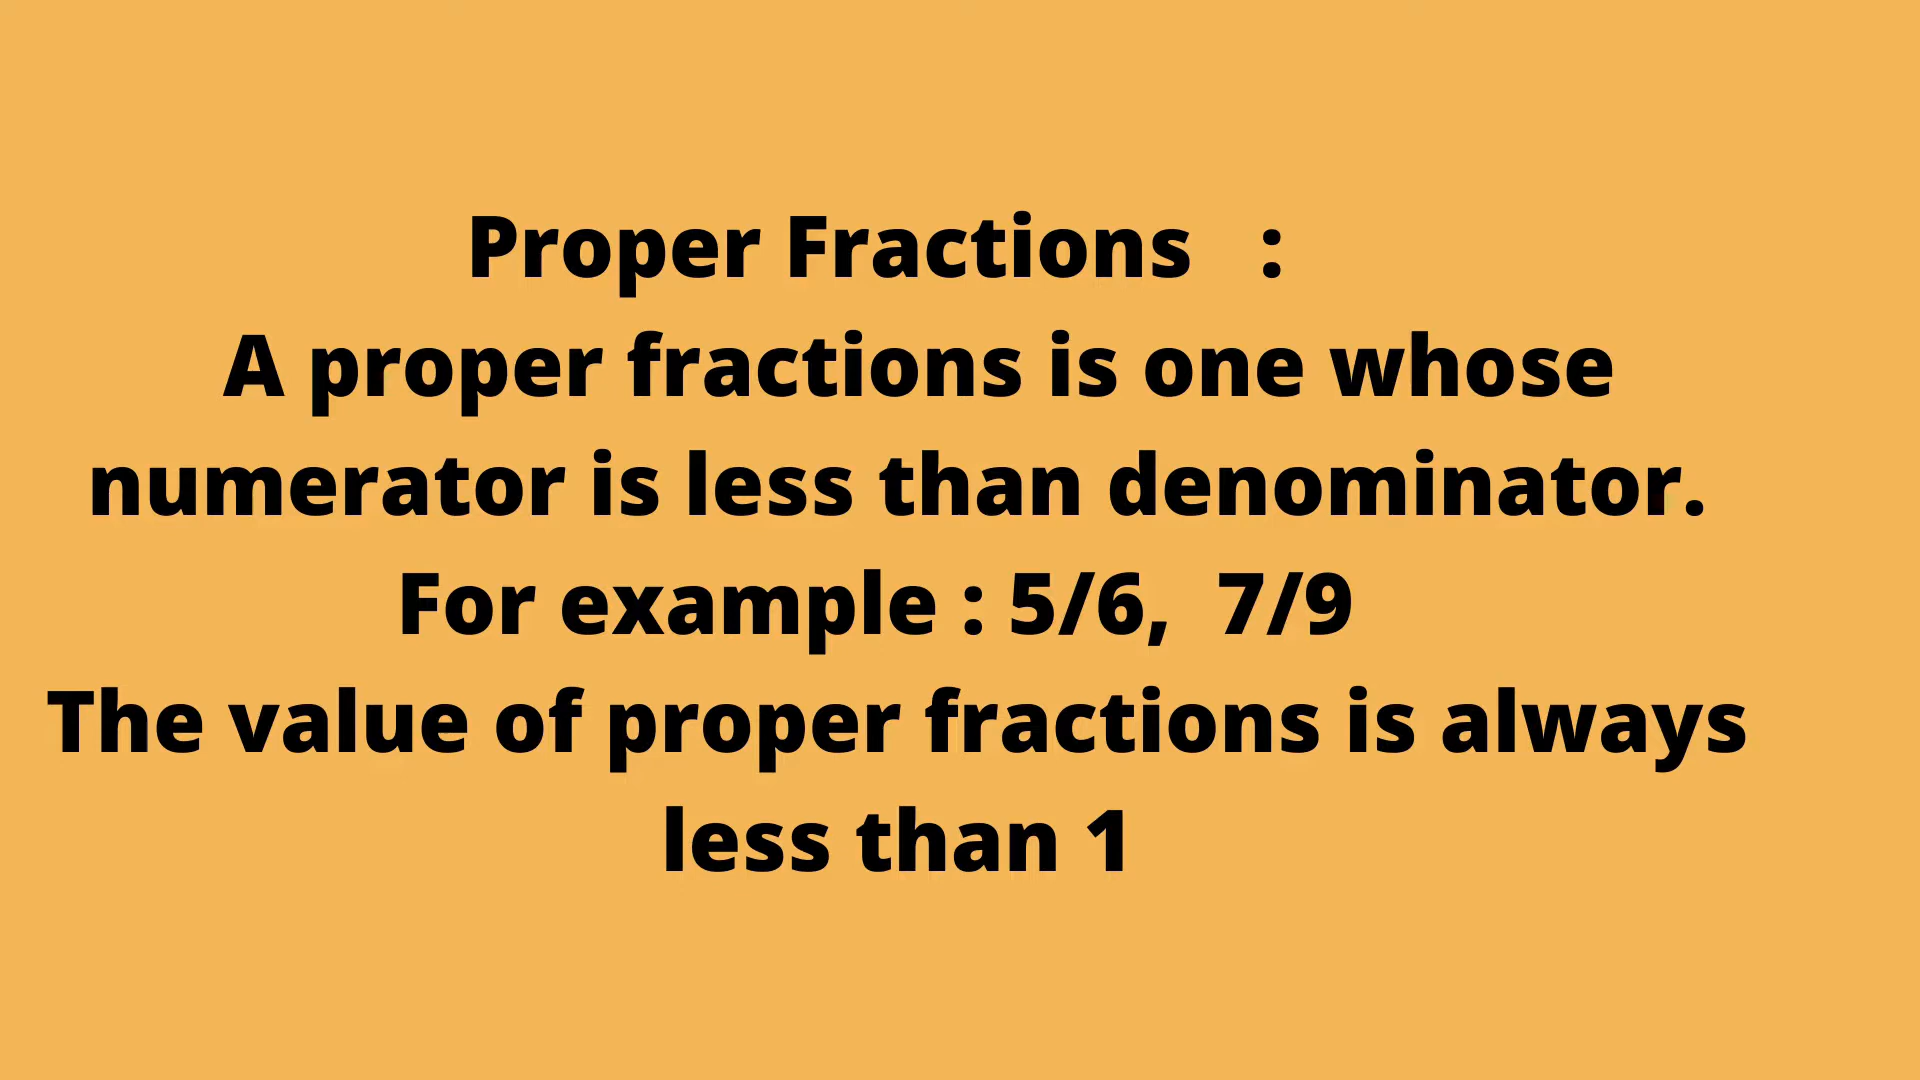 Proper Fractions   :
A proper fractions is one whose
numerator is less than denominator.
For example : 5/6,  7/9
The value of proper fractions is always
less than 1